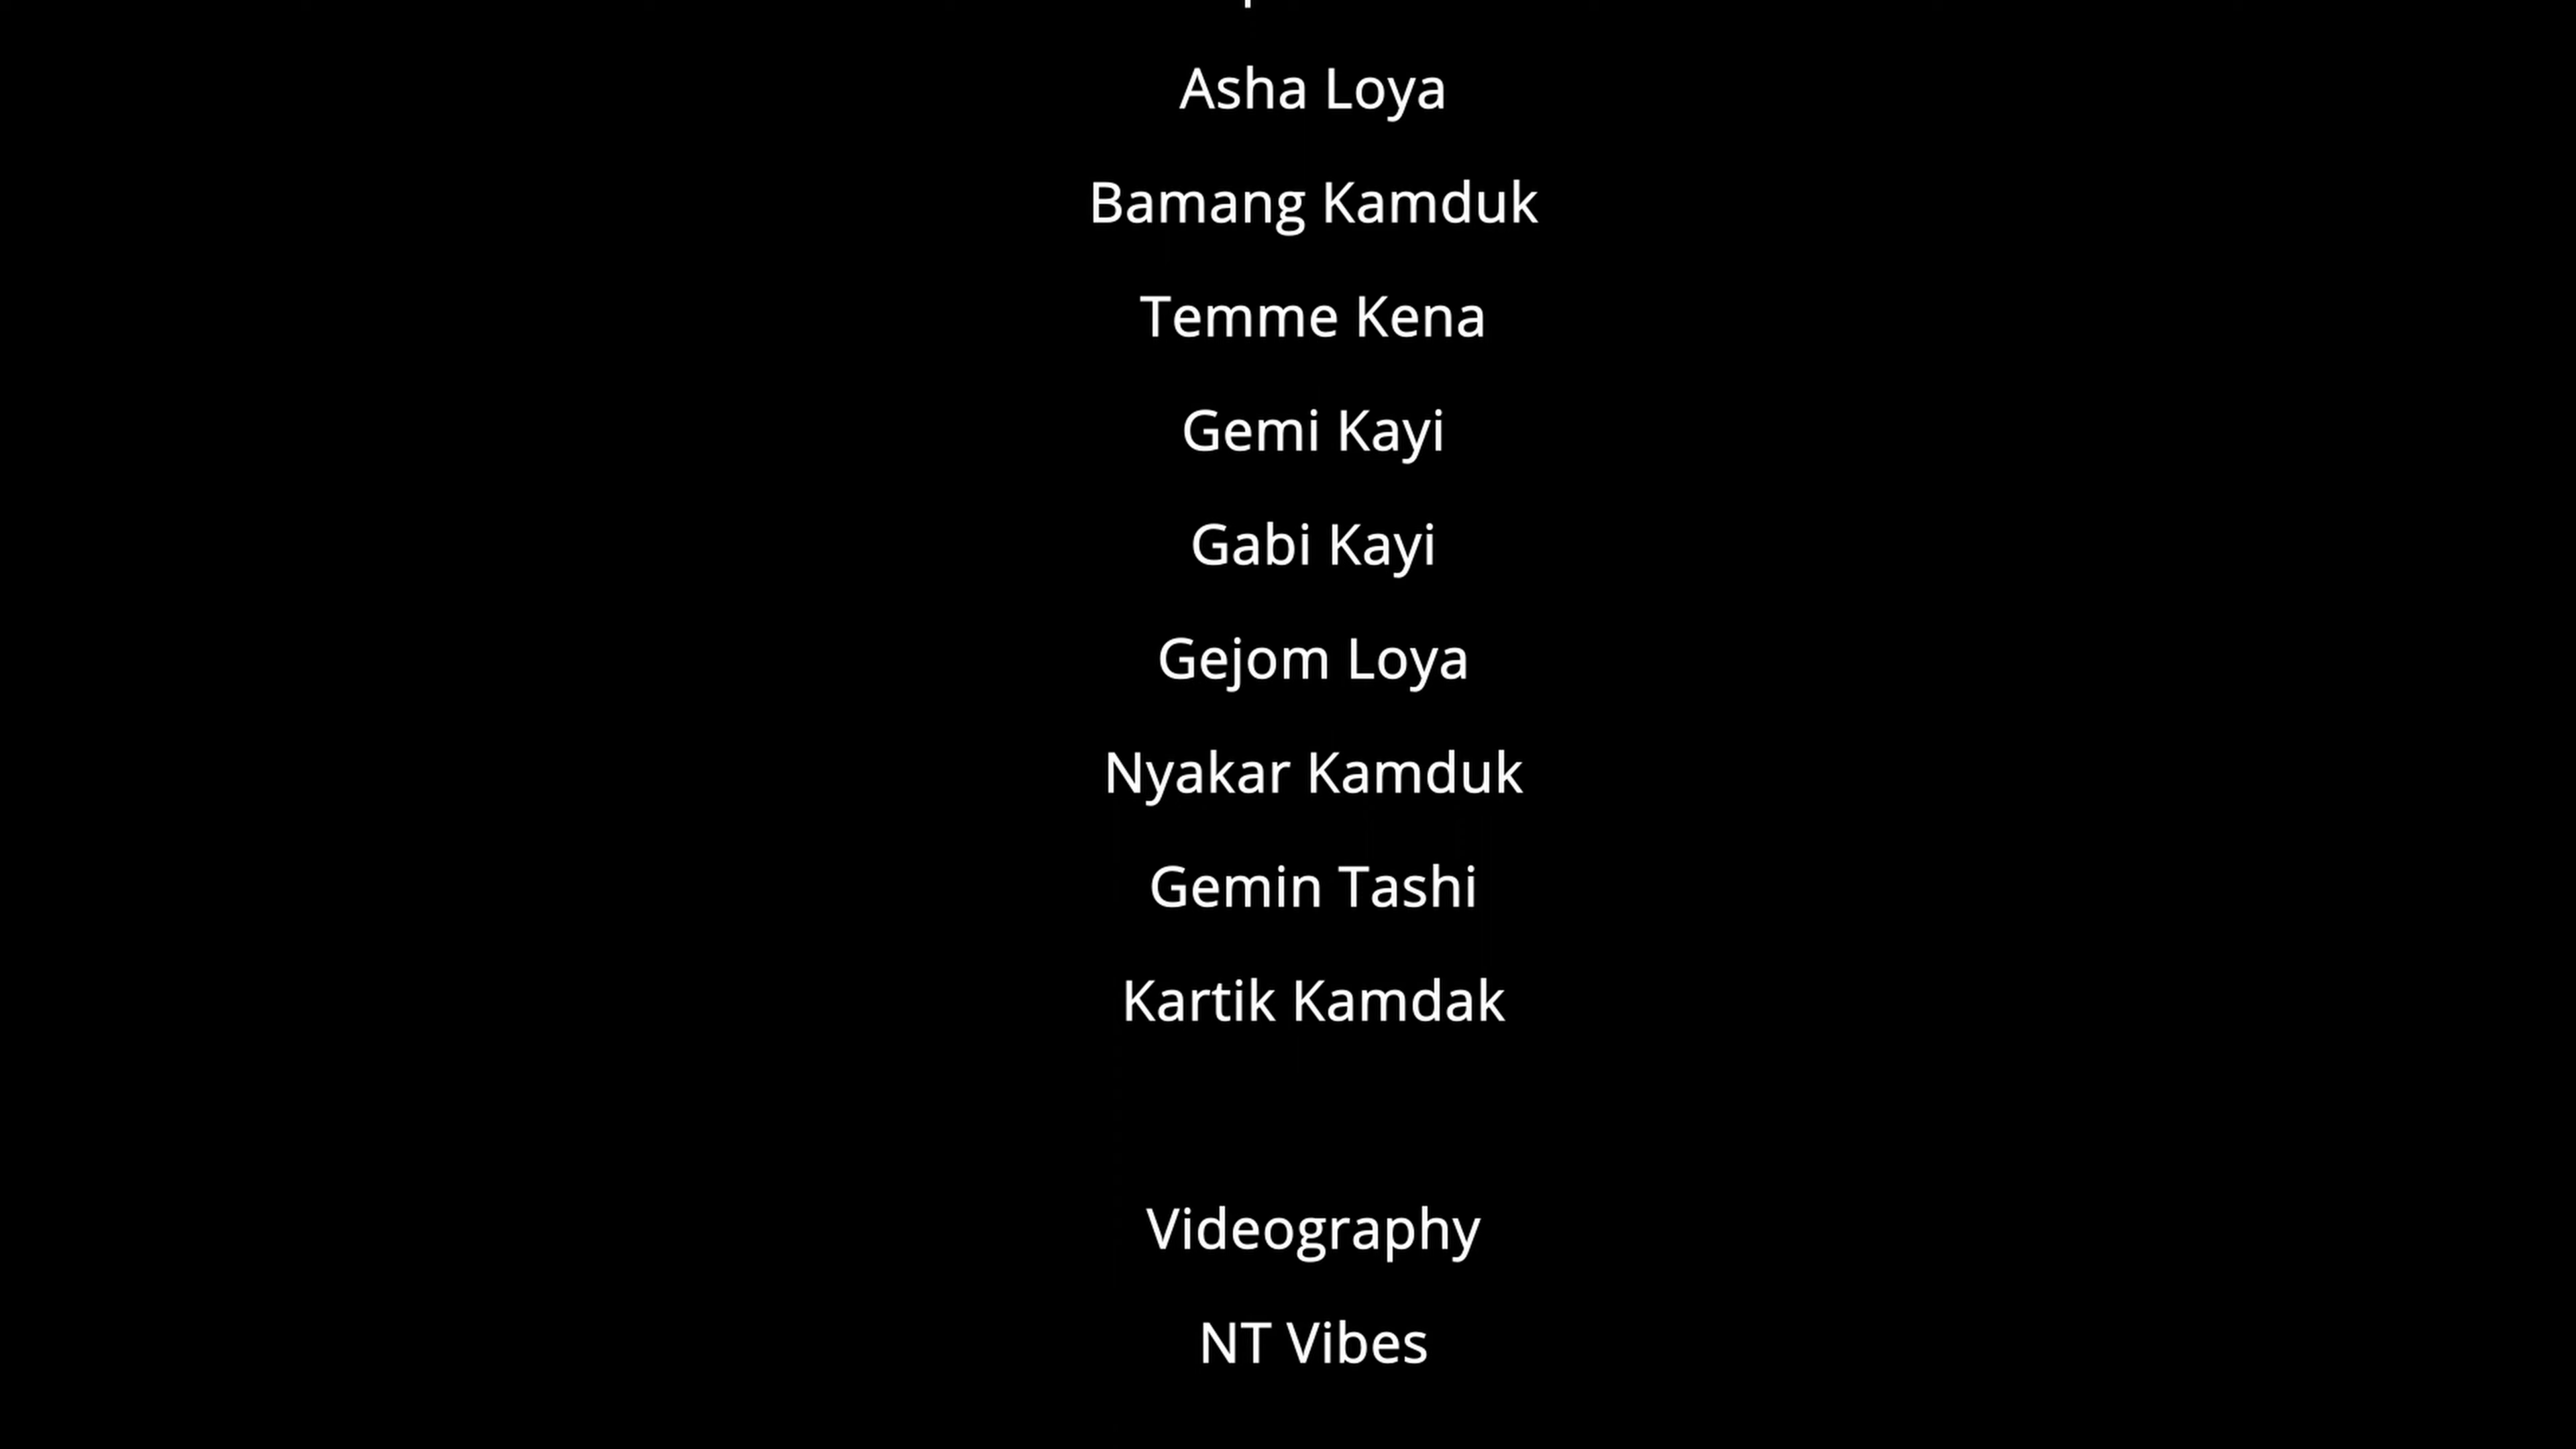 Asha Loya
Bamang Kamduk
Temme Kena
Gemi Kayi
Gabi Kayi
Gejom Loya
Nyakar Kamduk
Gemin Tashi
Kartik Kamdak
Videography
NT Vibes